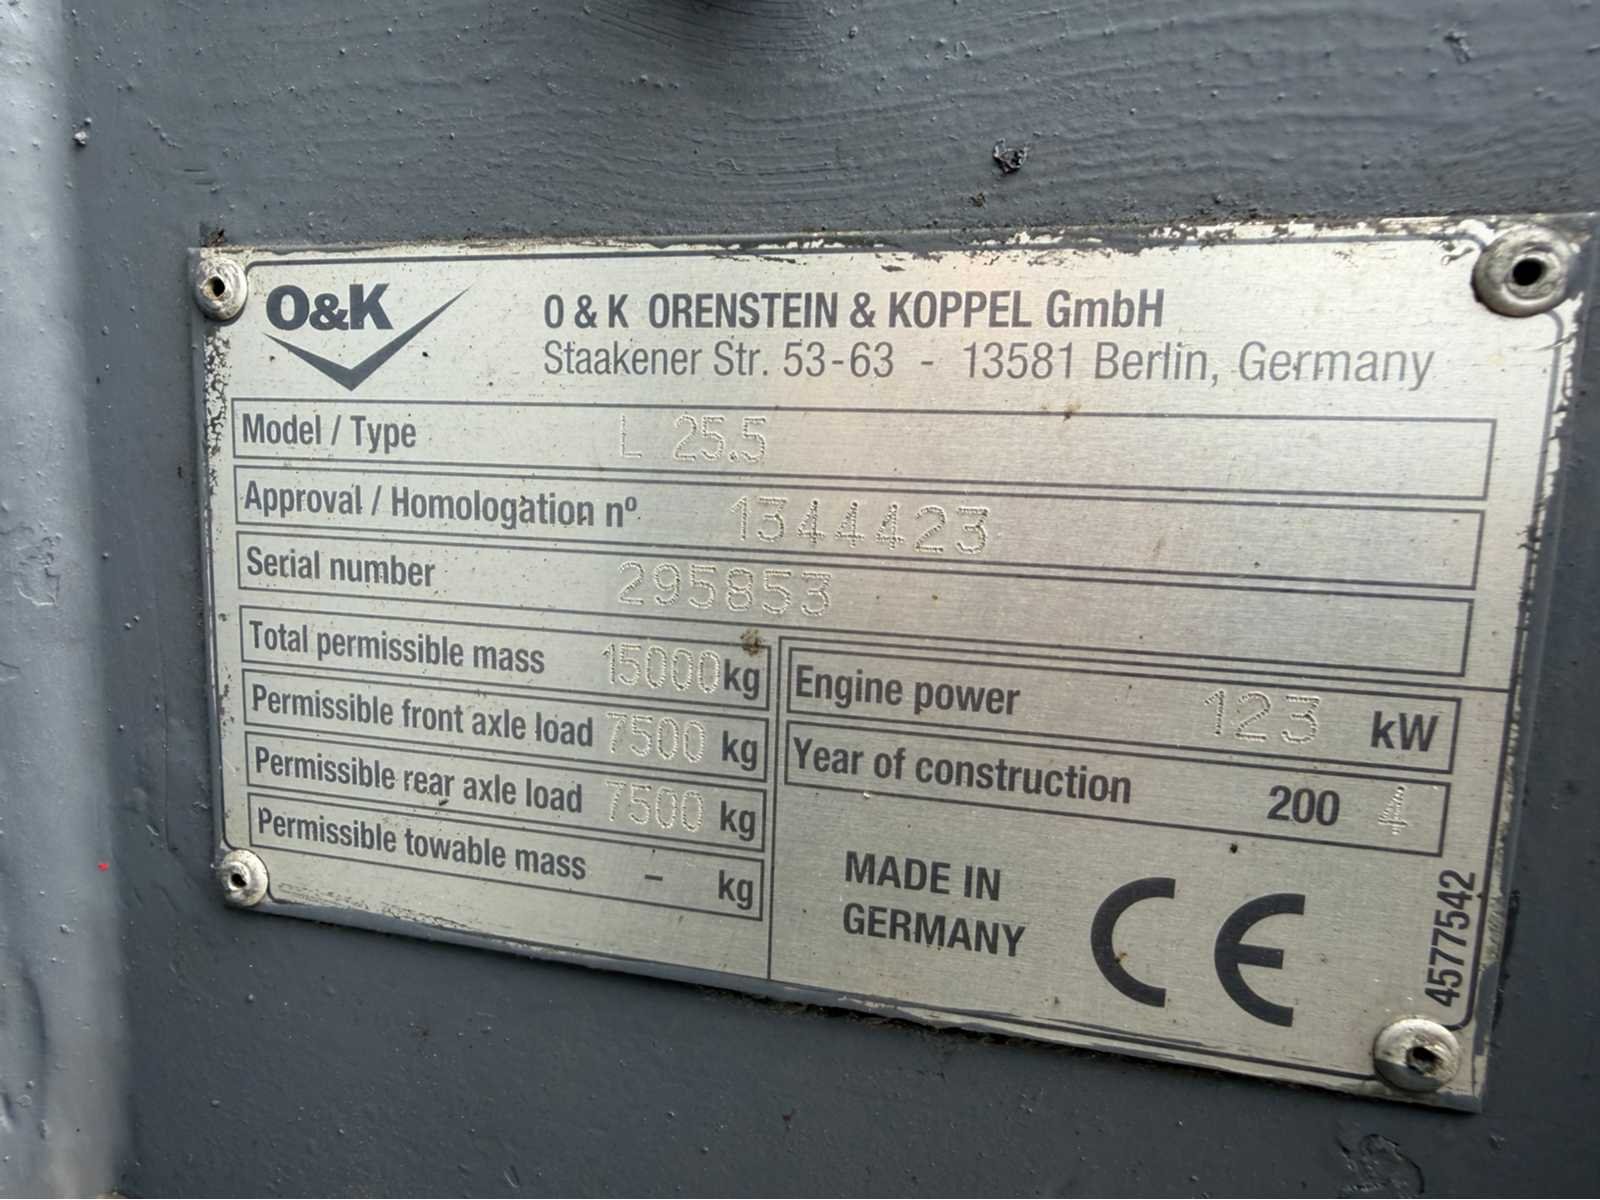 O&K
O & K ORENSTEIN & KOPPEL GmbH
Staakener Str. 53-63 - 13581 Berlin, Germany
Model / Type L 25.5
Approval / Homologation nº 1344423
Serial number 295853
Total permissible mass 15000 kg
Permissible front axle load 7500 kg
Permissible rear axle load 7500 kg
Permissible towable mass - kg
Engine power 123 kW
Year of construction 200 4
MADE IN
GERMANY
CE
4577542